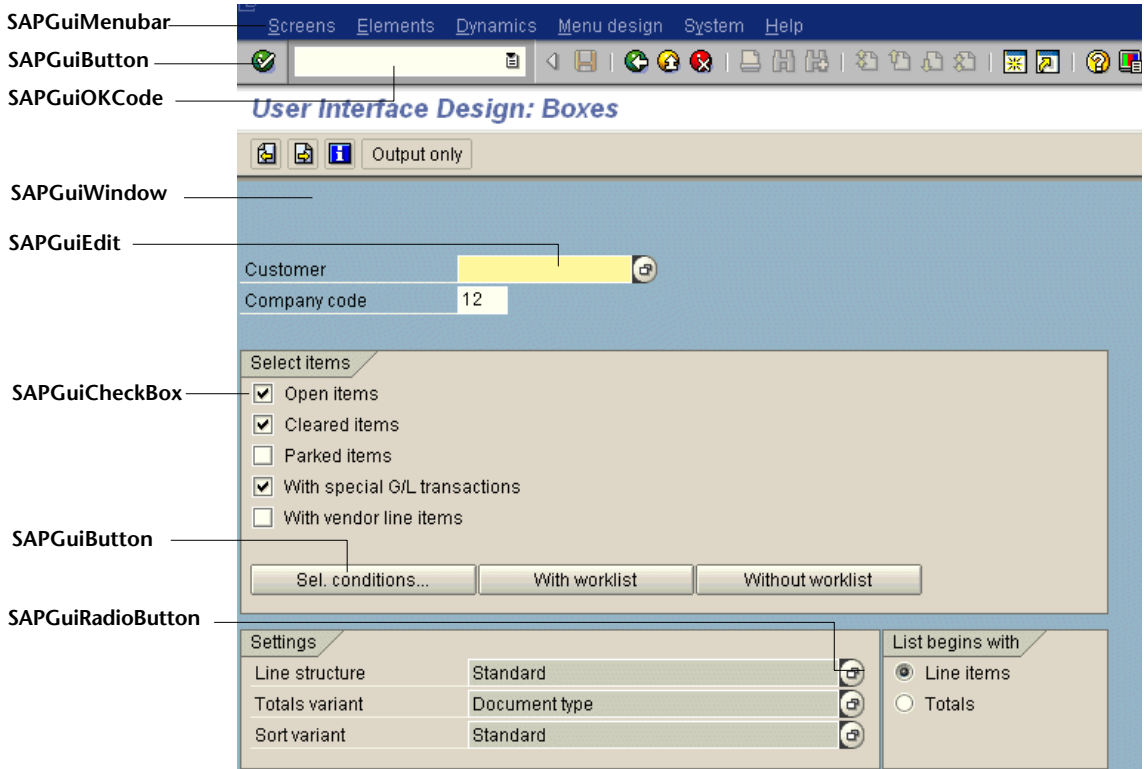 SAPGuiMenubar
Screens Elements Dynamics Menu design System Help
SAPGuiButton
SAPGuiOKCode
User Interface Design: Boxes
Output only
SAPGuiWindow
SAPGuiEdit
Customer
Company code 12
Select items
SAPGuiCheckBox
Open items
Cleared items
Parked items
With special G/L transactions
With vendor line items
SAPGuiButton
Sel. conditions... With worklist Without worklist
SAPGuiRadioButton
Settings
Line structure Standard
Totals variant Document type
Sort variant Standard
List begins with
Line items
Totals